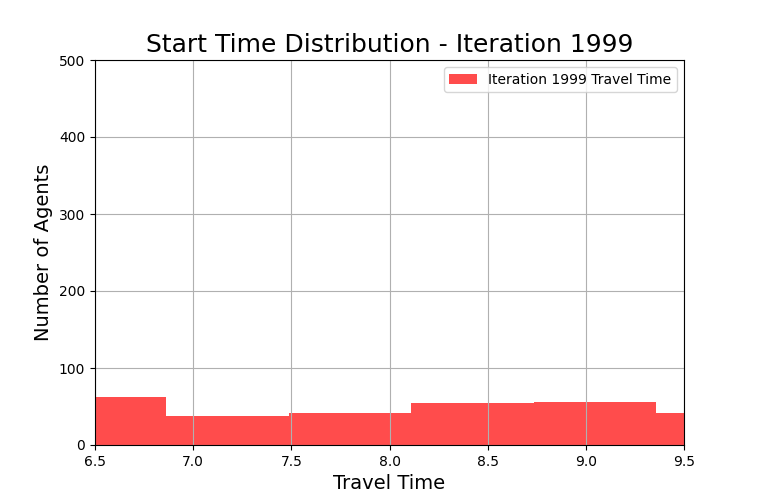 Start Time Distribution - Iteration 1999
Iteration 1999 Travel Time
Number of Agents
500
400
300
200
100
0
6.5 7.0 7.5 8.0 8.5 9.0 9.5
Travel Time